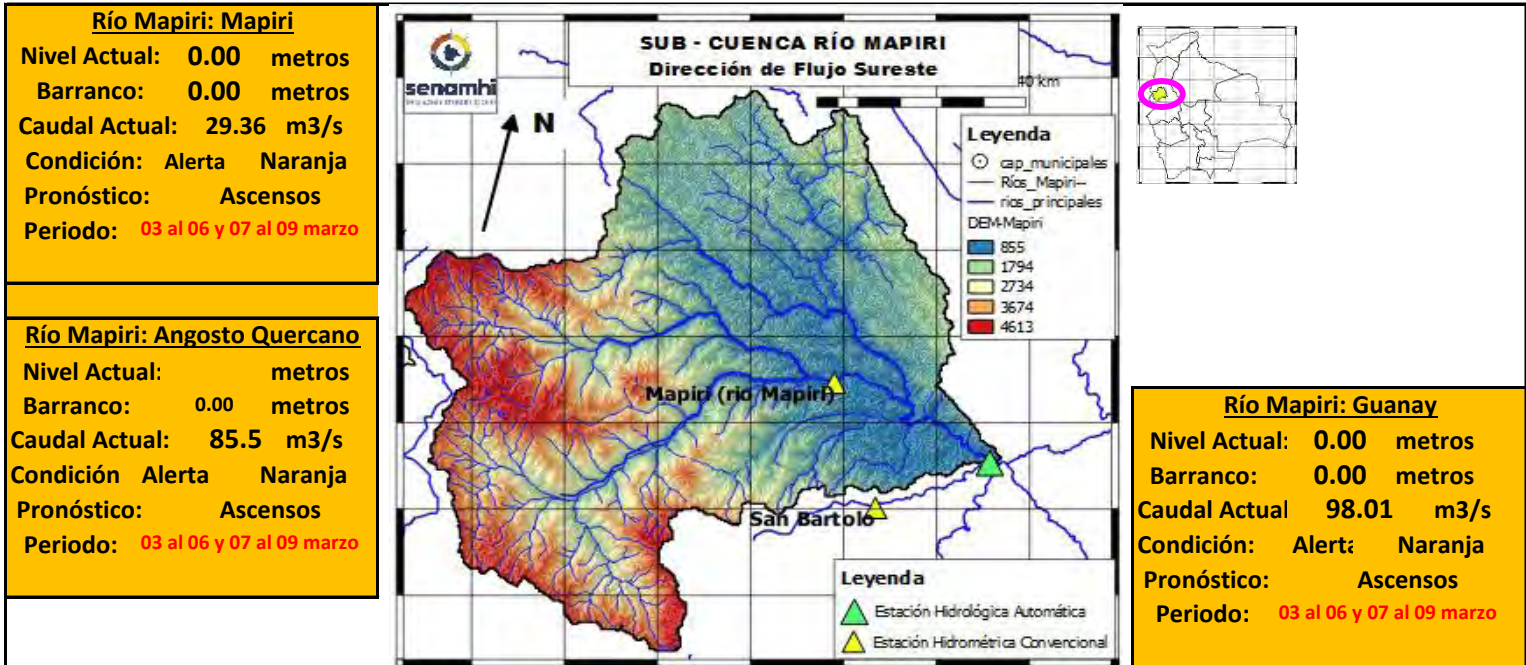 Río Mapiri: Mapiri
Nivel Actual: 0.00 metros
Barranco: 0.00 metros
Caudal Actual: 29.36 m3/s
Condición: Alerta Naranja
Pronóstico: Ascensos
Periodo: 03 al 06 y 07 al 09 marzo
Río Mapiri: Angosto Quercano
Nivel Actual: metros
Barranco: 0.00 metros
Caudal Actual: 85.5 m3/s
Condición Alerta Naranja
Pronóstico: Ascensos
Periodo: 03 al 06 y 07 al 09 marzo
senamhi
SUB - CUENCA RÍO MAPIRI
Dirección de Flujo Sureste
40 km
N
Leyenda
cap_municipales
Ríos_Mapiri--
rios_principales
DEM-Mapiri
855
1794
2734
3674
4613
Mapiri (rio Mapiri)
San Bartolo
Leyenda
Estación Hidrológica Automática
Estación Hidrométrica Convencional
Río Mapiri: Guanay
Nivel Actual: 0.00 metros
Barranco: 0.00 metros
Caudal Actual 98.01 m3/s
Condición: Alerta Naranja
Pronóstico: Ascensos
Periodo: 03 al 06 y 07 al 09 marzo